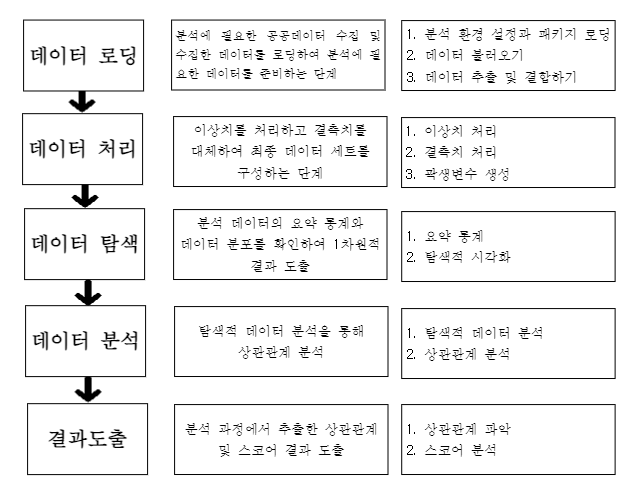 데이터 로딩
분석에 필요한 공공데이터 수집 및
수집한 데이터를 로딩하여 분석에 필
요한 데이터를 준비하는 단계
1. 분석 환경 설정과 패키지 로딩
2. 데이터 불러오기
3. 데이터 추출 및 결합하기
데이터 처리
이상치를 처리하고 결측치를
대체하여 최종 데이터 세트를
구성하는 단계
1. 이상치 처리
2. 결측치 처리
3. 곽생변수 생성
데이터 탐색
분석 데이터의 요약 통계와
데이터 분포를 확인하여 1차원적
결과 도출
1. 요약 통계
2. 탐색적 시각화
데이터 분석
탐색적 데이터 분석을 통해
상관관계 분석
1. 탐색적 데이터 분석
2. 상관관계 분석
결과도출
분석 과정에서 추출한 상관관계
및 스코어 결과 도출
1. 상관관계 파악
2. 스코어 분석